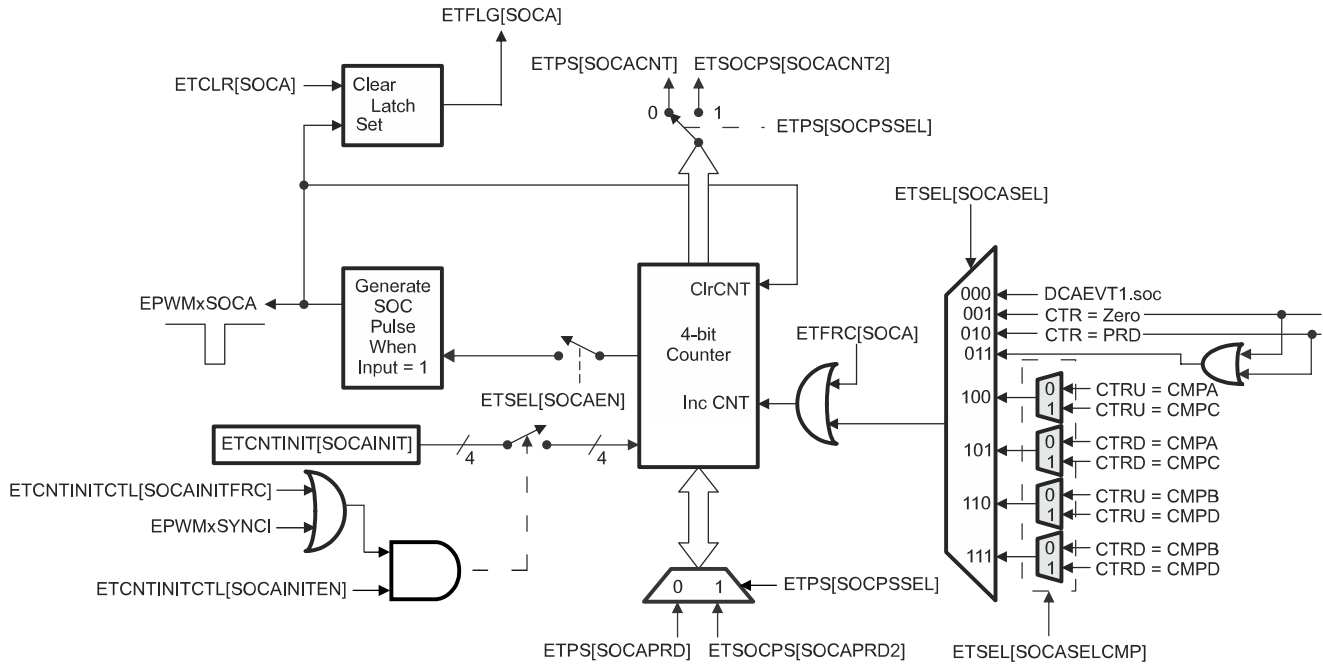 ETFLG[SOCA]
ETCLR[SOCA]
Clear
Latch
Set
ETPS[SOCACNT]
ETSOCPS[SOCACNT2]
0
1
ETPS[SOCPSSEL]
ETSEL[SOCASEL]
EPWMxSOCA
Generate
SOC
Pulse
When
Input = 1
ClrCNT
4-bit
Counter
Inc CNT
ETSEL[SOCAEN]
ETFRC[SOCA]
000
DCAEVT1.soc
001
CTR = Zero
010
CTR = PRD
011
100
0
CTRU = CMPA
1
CTRU = CMPC
101
0
CTRD = CMPA
1
CTRD = CMPC
110
0
CTRU = CMPB
1
CTRU = CMPD
111
0
CTRD = CMPB
1
CTRD = CMPD
ETSEL[SOCASELCMP]
ETCNTINIT[SOCAINIT]
4
4
ETCNTINITCTL[SOCAINITFRC]
EPWMxSYNCI
ETCNTINITCTL[SOCAINITEN]
0
1
ETPS[SOCPSSEL]
ETPS[SOCAPRD]
ETSOCPS[SOCAPRD2]